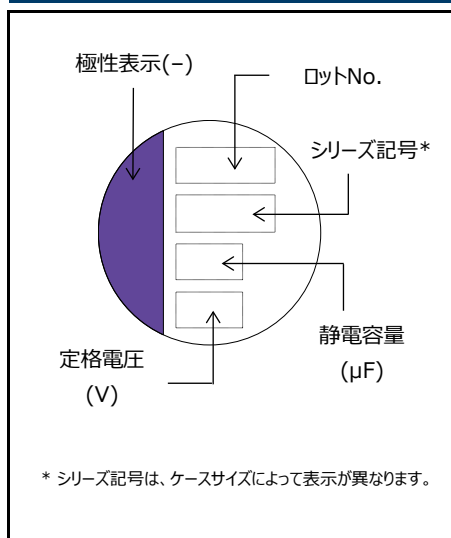 極性表示(−)
ロットNo.
シリーズ記号*
静電容量
(µF)
定格電圧
(V)
* シリーズ記号は、ケースサイズによって表示が異なります。